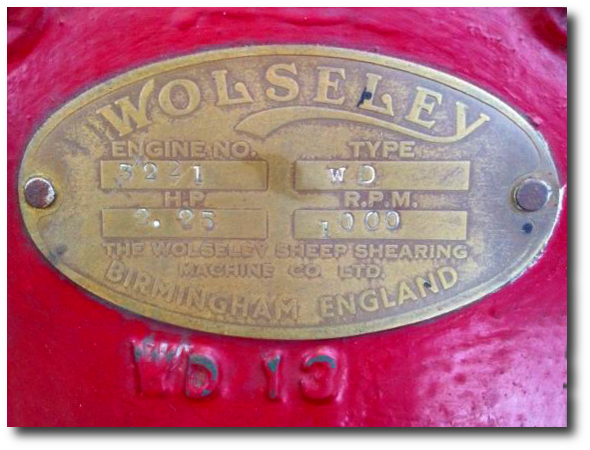 WOLSELEY
ENGINE NO. TYPE
3221 WD
H.P. R.P.M.
2.25 1000
THE WOLSELEY SHEEP SHEARING
MACHINE CO. LTD.
BIRMINGHAM ENGLAND
WD 13